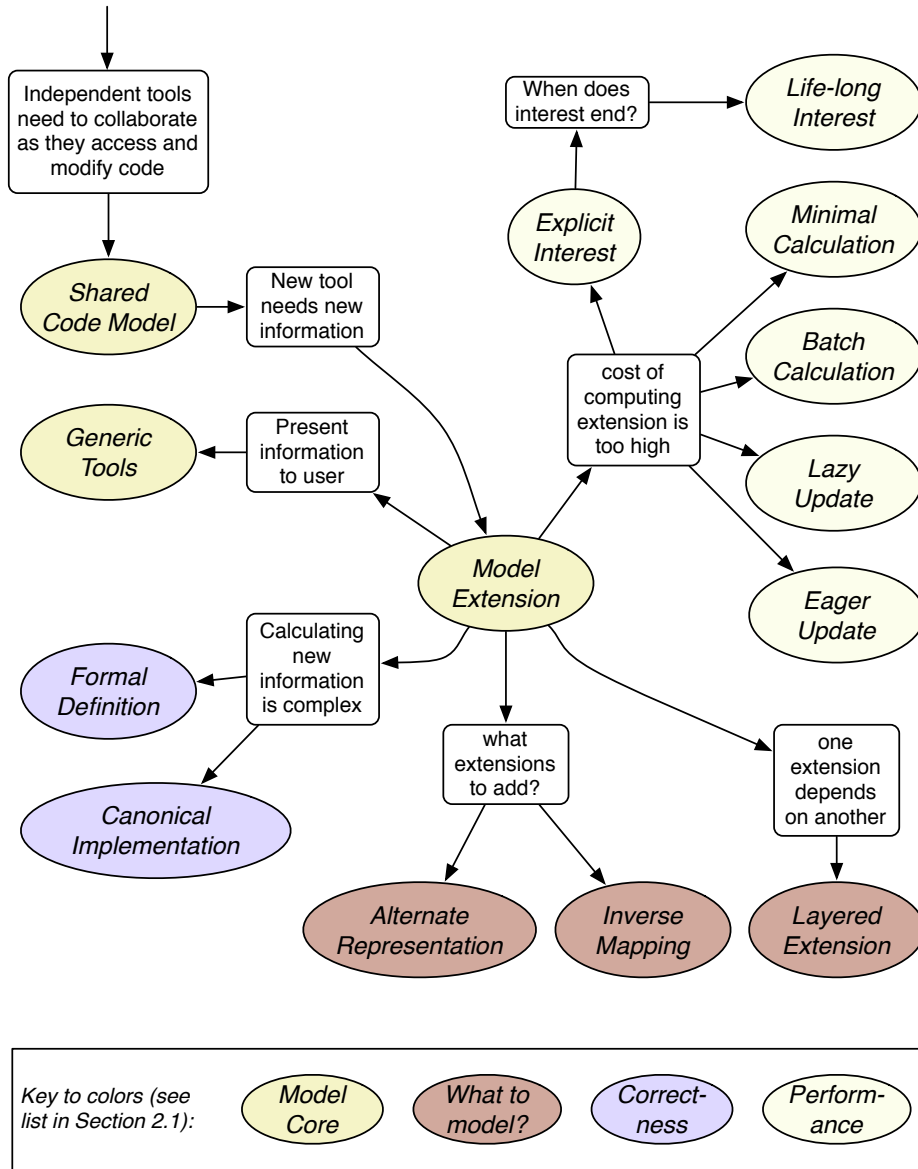 Independent tools
need to collaborate
as they access and
modify code
When does
interest end?
Life-long
Interest
Explicit
Interest
Minimal
Calculation
Shared
Code Model
New tool
needs new
information
Batch
Calculation
cost of
computing
extension is
too high
Generic
Tools
Present
information
to user
Lazy
Update
Model
Extension
Eager
Update
Formal
Definition
Calculating
new
information
is complex
what
extensions
to add?
one
extension
depends
on another
Canonical
Implementation
Alternate
Representation
Inverse
Mapping
Layered
Extension
Key to colors (see
list in Section 2.1):
Model
Core
What to
model?
Correct-
ness
Perform-
ance